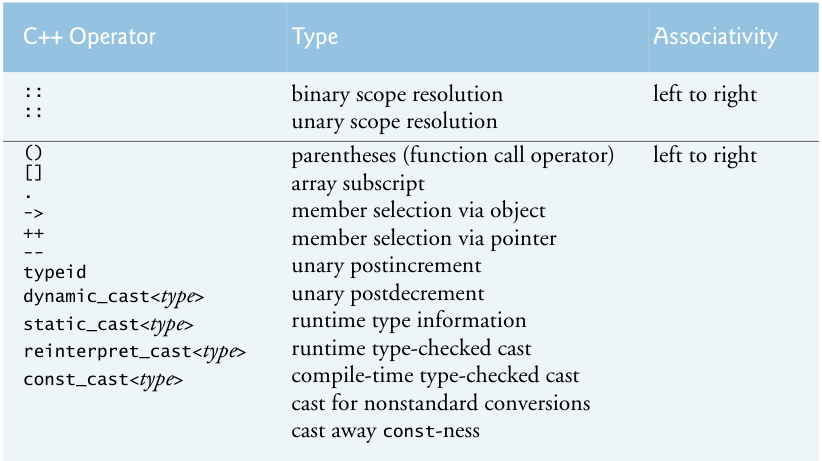 C++ Operator Type Associativity
:: binary scope resolution left to right
:: unary scope resolution
() parentheses (function call operator) left to right
[] array subscript
. member selection via object
-> member selection via pointer
++ unary postincrement
-- unary postdecrement
typeid runtime type information
dynamic_cast<type> runtime type-checked cast
static_cast<type> compile-time type-checked cast
reinterpret_cast<type> cast for nonstandard conversions
const_cast<type> cast away const-ness